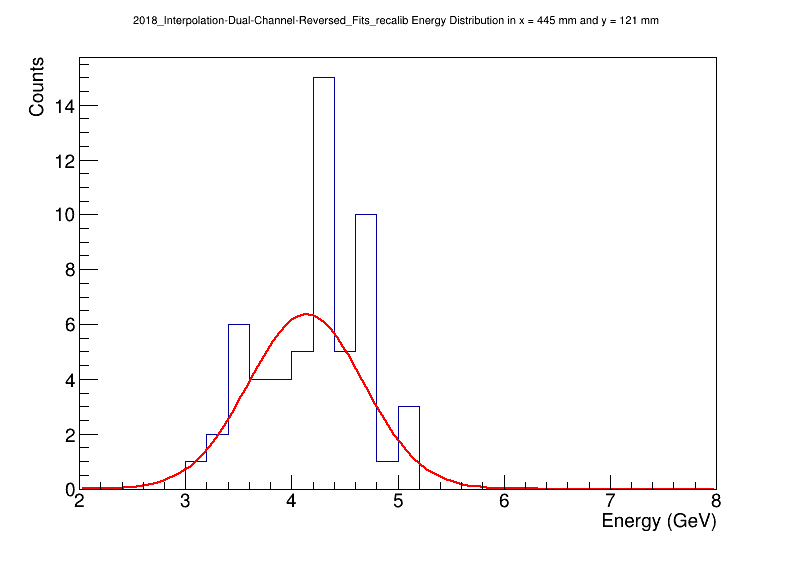 2018_Interpolation-Dual-Channel-Reversed_Fits_recalib Energy Distribution in x = 445 mm and y = 121 mm
Counts
14
12
10
8
6
4
2
0
2 3 4 5 6 7 8
Energy (GeV)